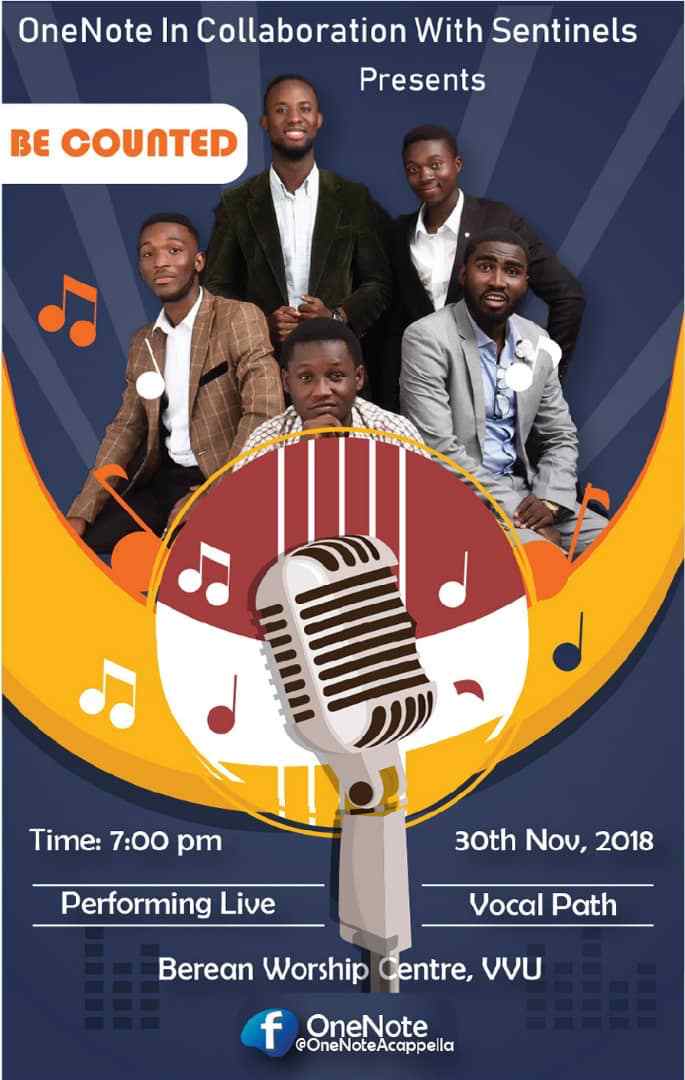 OneNote In Collaboration With Sentinels
Presents
BE COUNTED
Time: 7:00 pm
30th Nov, 2018
Performing Live
Vocal Path
Berean Worship Centre, VVU
f OneNote
@OneNoteAcappella